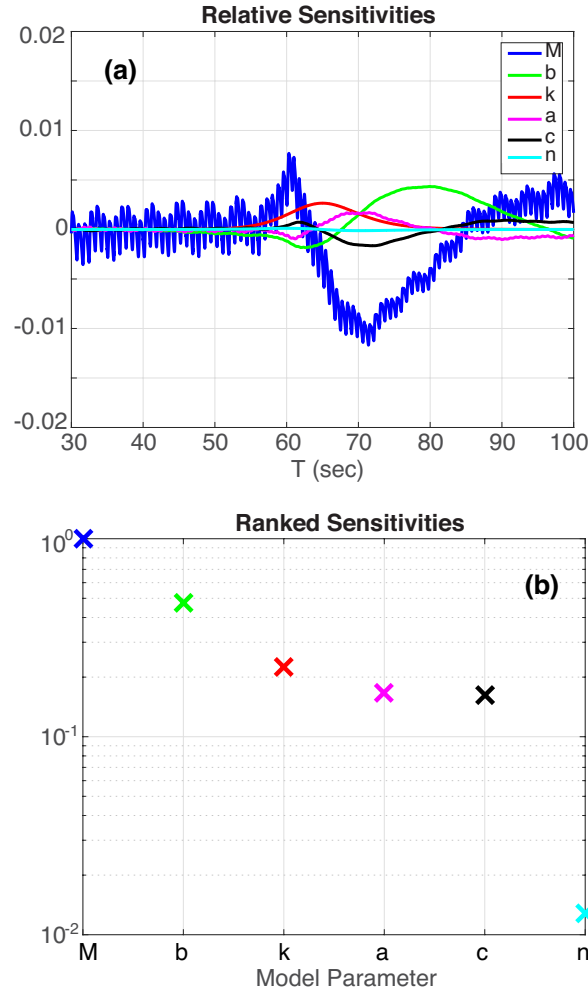 Relative Sensitivities
0.02
(a)
M
b
k
a
c
n
0.01
0
-0.01
-0.02
30 40 50 60 70 80 90 100
T (sec)
Ranked Sensitivities
10^0
(b)
10^-1
10^-2
M b k a c n
Model Parameter